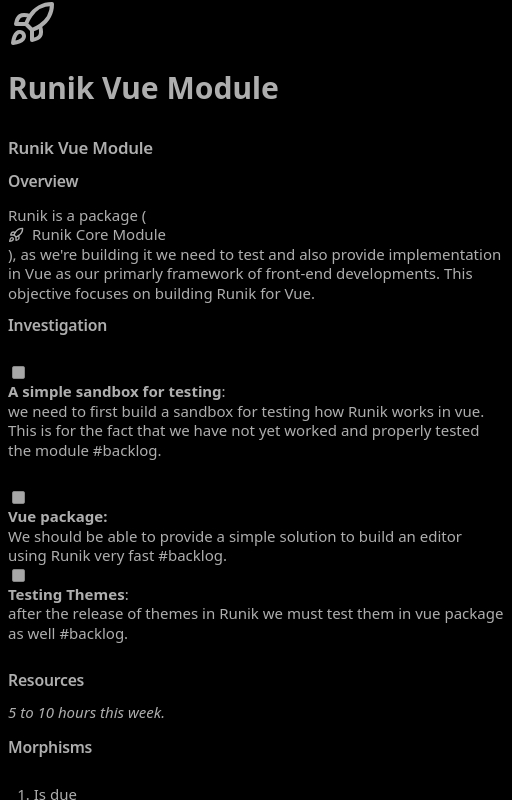 Runik Vue Module
Runik Vue Module
Overview
Runik is a package (
Runik Core Module
), as we're building it we need to test and also provide implementation
in Vue as our primarly framework of front-end developments. This
objective focuses on building Runik for Vue.
Investigation
A simple sandbox for testing:
we need to first build a sandbox for testing how Runik works in vue.
This is for the fact that we have not yet worked and properly tested
the module #backlog.
Vue package:
We should be able to provide a simple solution to build an editor
using Runik very fast #backlog.
Testing Themes:
after the release of themes in Runik we must test them in vue package
as well #backlog.
Resources
5 to 10 hours this week.
Morphisms
1. Is due